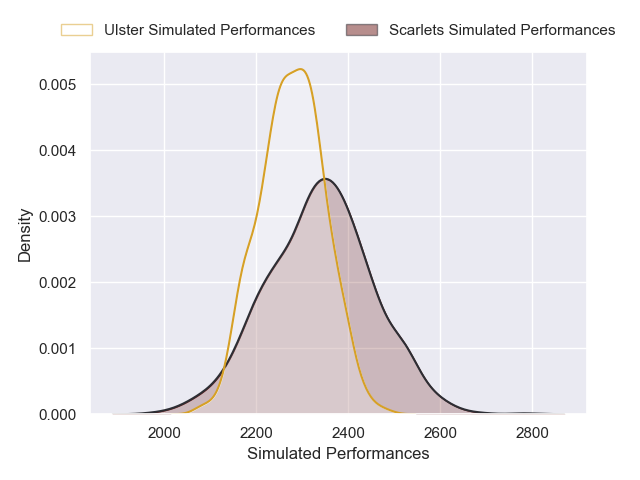 Ulster Simulated Performances
Scarlets Simulated Performances
0.005
0.004
0.003
0.002
0.001
0.000
Density
2000 2200 2400 2600 2800
Simulated Performances